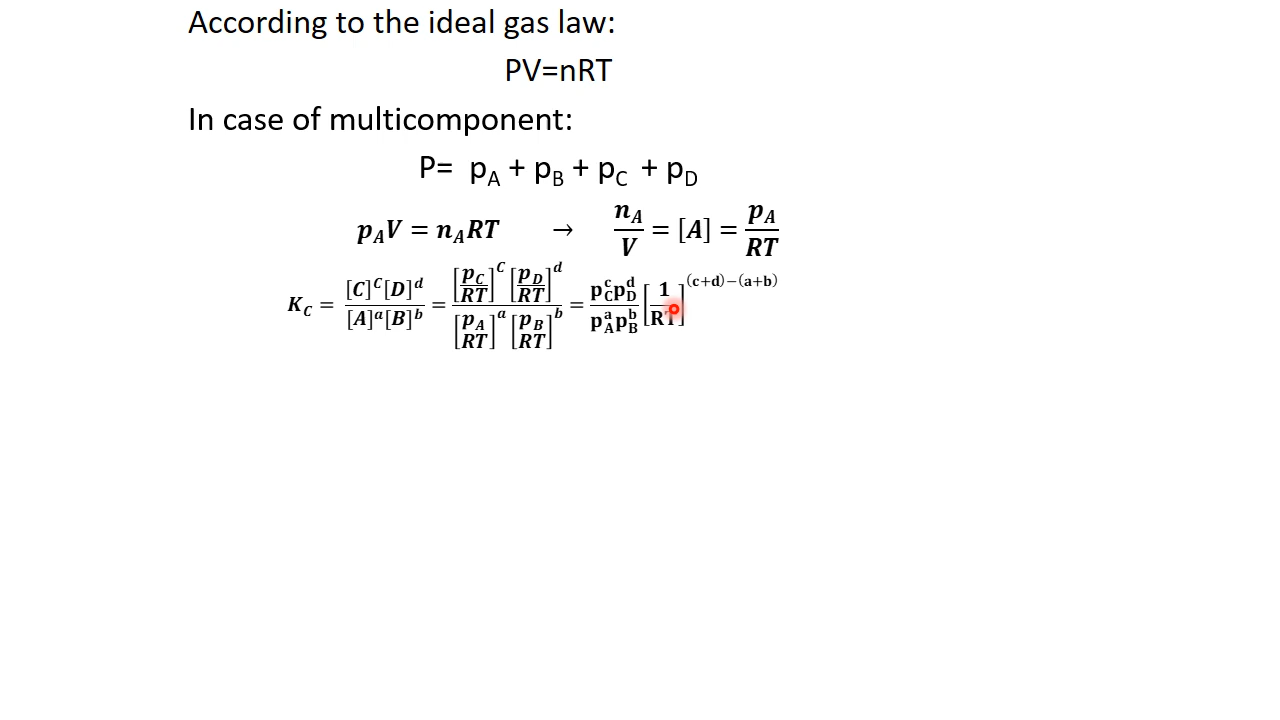 According to the ideal gas law:
PV=nRT
In case of multicomponent:
P= p_A + p_B + p_C + p_D
p_A V = n_A RT → n_A/V = [A] = p_A/RT
K_C = [C]^C[D]^d/[A]^a[B]^b = [p_C/RT]^C [p_D/RT]^d / [p_A/RT]^a [p_B/RT]^b = p_C^c p_D^d / p_A^a p_B^b [1/RT]^(c+d)−(a+b)